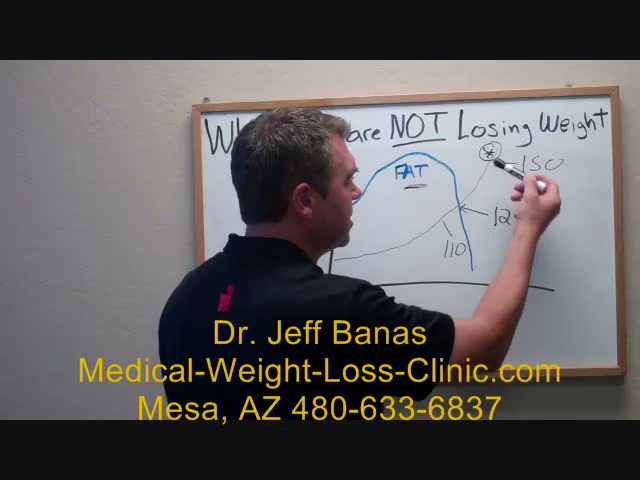 are NOT Losing Weight
FAT
150
110
Dr. Jeff Banas
Medical-Weight-Loss-Clinic.com
Mesa, AZ 480-633-6837